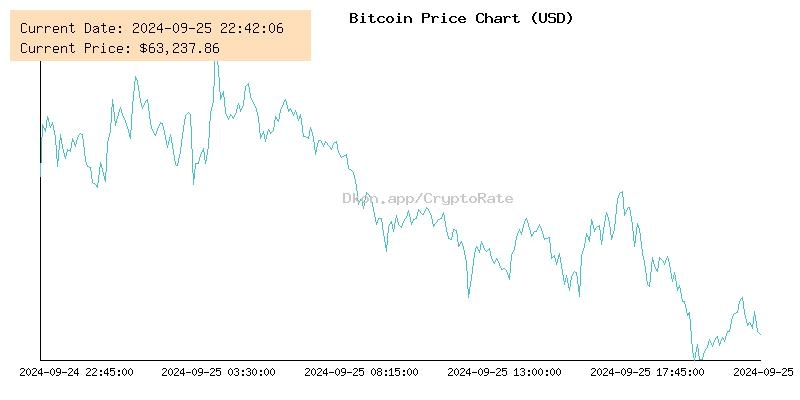 Bitcoin Price Chart (USD)
Current Date: 2024-09-25 22:42:06
Current Price: $63,237.86
Dkon.app/CryptoRate
2024-09-24 22:45:00 2024-09-25 03:30:00 2024-09-25 08:15:00 2024-09-25 13:00:00 2024-09-25 17:45:00 2024-09-25